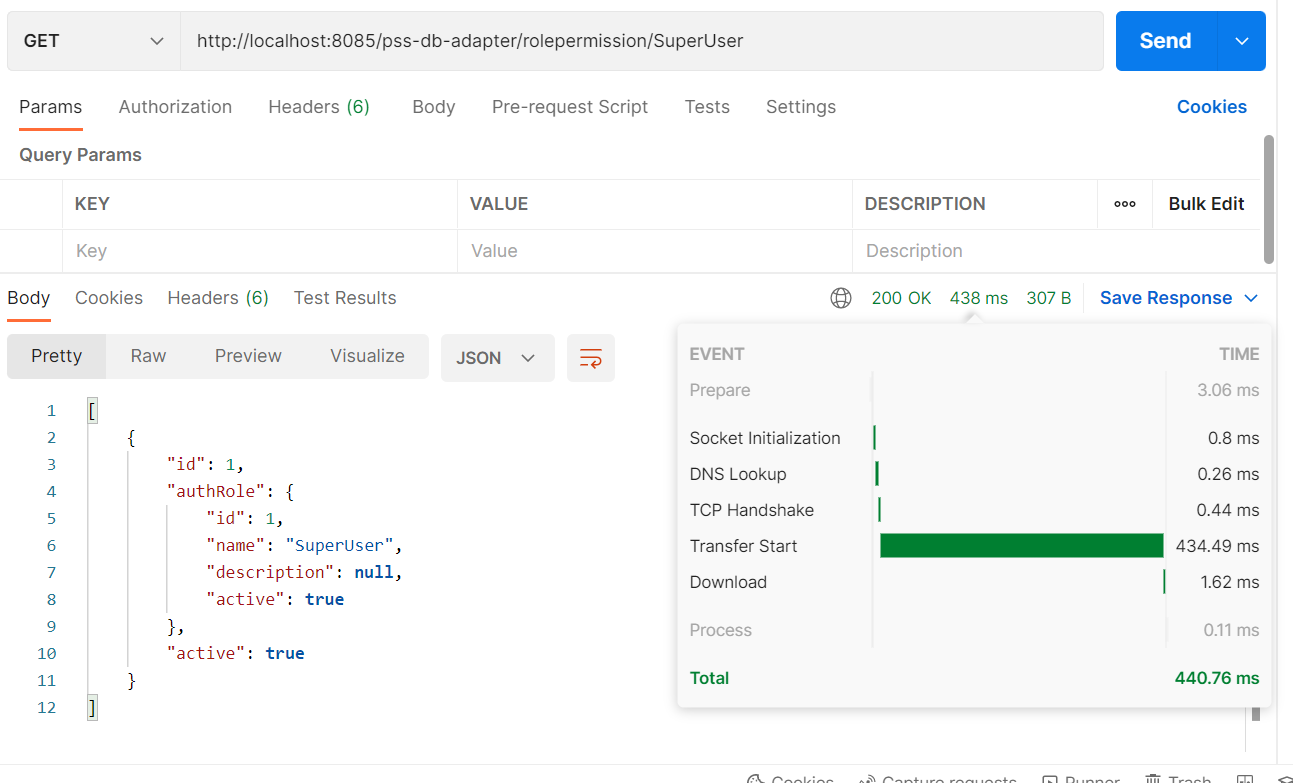 GET http://localhost:8085/pss-db-adapter/rolepermission/SuperUser Send
Params Authorization Headers (6) Body Pre-request Script Tests Settings Cookies
Query Params
KEY VALUE DESCRIPTION ooo Bulk Edit
Key Value Description
Body Cookies Headers (6) Test Results 200 OK 438 ms 307 B Save Response
Pretty Raw Preview Visualize JSON
EVENT TIME
Prepare 3.06 ms
Socket Initialization 0.8 ms
DNS Lookup 0.26 ms
TCP Handshake 0.44 ms
Transfer Start 434.49 ms
Download 1.62 ms
Process 0.11 ms
Total 440.76 ms
1 [
2 {
3 "id": 1,
4 "authRole": {
5 "id": 1,
6 "name": "SuperUser",
7 "description": null,
8 "active": true
9 },
10 "active": true
11 }
12 ]
Cookies Capture requests Runner Trash